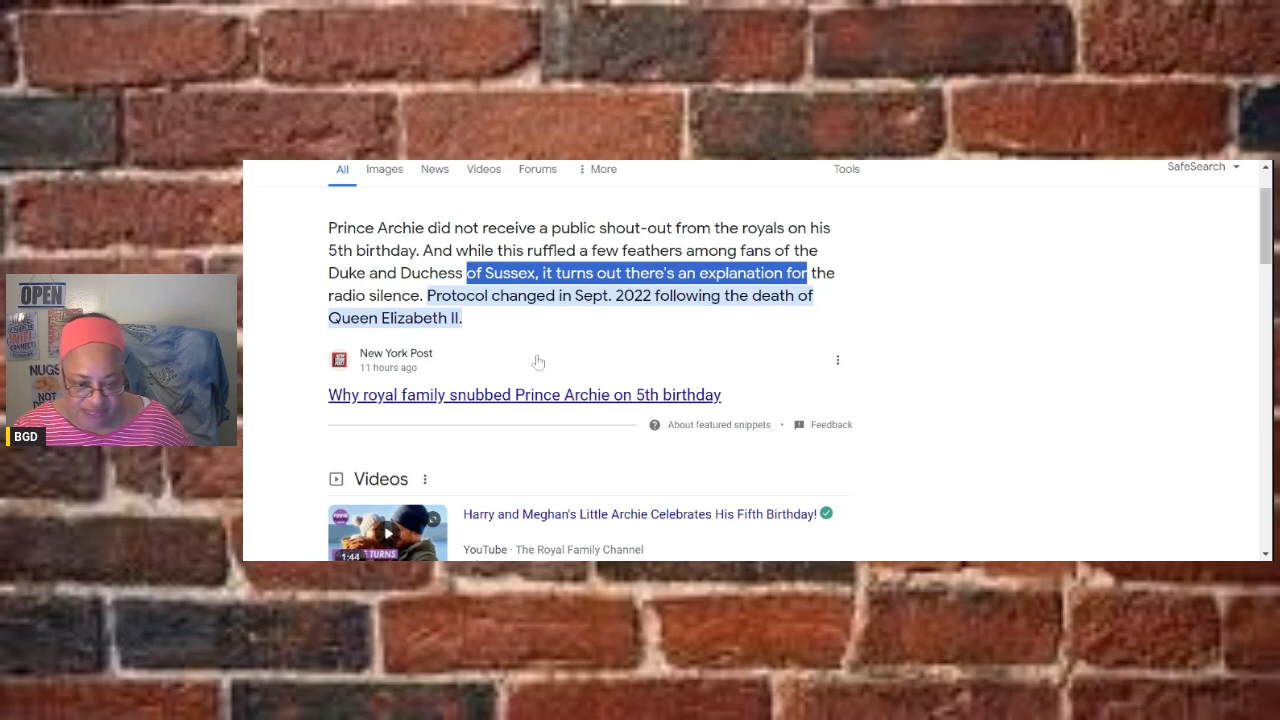 All Images News Videos Forums More Tools SafeSearch
Prince Archie did not receive a public shout-out from the royals on his
5th birthday. And while this ruffled a few feathers among fans of the
Duke and Duchess of Sussex, it turns out there's an explanation for the
radio silence. Protocol changed in Sept. 2022 following the death of
Queen Elizabeth II.
New York Post
11 hours ago
Why royal family snubbed Prince Archie on 5th birthday
About featured snippets • Feedback
Videos
Harry and Meghan's Little Archie Celebrates His Fifth Birthday!
YouTube · The Royal Family Channel
1:44
TURNS
OPEN
NUGS
NOT
BGD